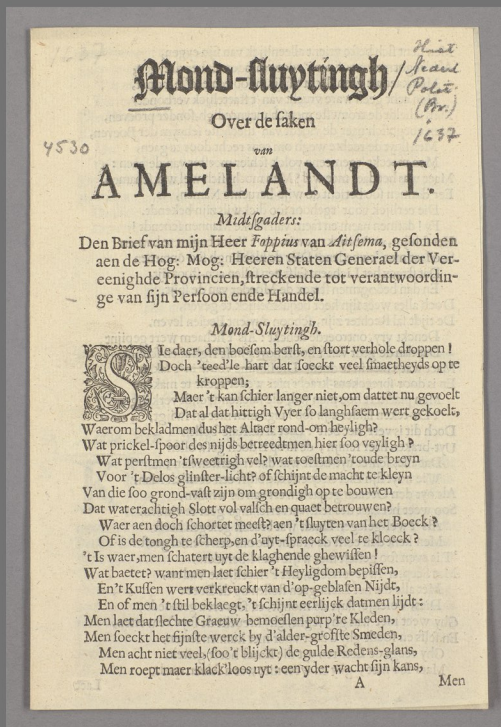 Mond-sluytingh/
Over de saken
van
AMELANDT.
Midtsgaders:
Den Brief van mijn Heer Foppius van Aitsema, gesonden
aen de Hog: Mog: Heeren Staten Generael der Ver-
eenighde Provincien, streckende tot verantwoordin-
ge van sijn Persoon ende Handel.
Hist
Neerl
Polit.
(Br.)
1637
4530
Mond-Sluytingh.
SIe daer, den boesem berst, en stort verhole droppen!
Doch 'teed'le hart dat soeckt veel smaetheyds op te
kroppen;
Maer 't kan schier langer niet, om dattet nu gevoelt
Dat al dat hittigh Vyer so langhsaem wert gekoelt,
Waerom bekladmen dus het Altaer rond-om heyligh?
Wat prickel-spoor des nijds betreedtmen hier soo veyligh?
Wat perstmen 'tsweetrigh vel? wat toestmen 'toude breyn
Voor 't Delos glinster-licht? of schijnt de macht te kleyn
Van die soo grond-vast zijn om grondigh op te bouwen
Dat waterachtigh Slott vol valsch en quaet betrouwen?
Waer aen doch schortet meest? aen 't sluyten van het Boeck?
Of is de tongh te scherp, en d'uyt-spraeck veel te kloeck?
't Is waer, men schatert uyt de klaghende ghewissen!
Wat baetet? want men laet schier 't Heyligdom bepissen,
En 't Kussen wert verkreuckt van d'op-geblasen Nijdt,
En of men 't stil beklaegt, 't schijnt eerlijck datmen lijdt:
Men laet dat slechte Graeuw bemoeslen purp're Kleden,
Men soeckt het fijnste werck by d'alder-grofste Smeden,
Men acht niet veel, (soo't blijckt) de gulde Redens-glans,
Men roept maer klack'loos uyt: een yder wacht sijn kans,
A Men